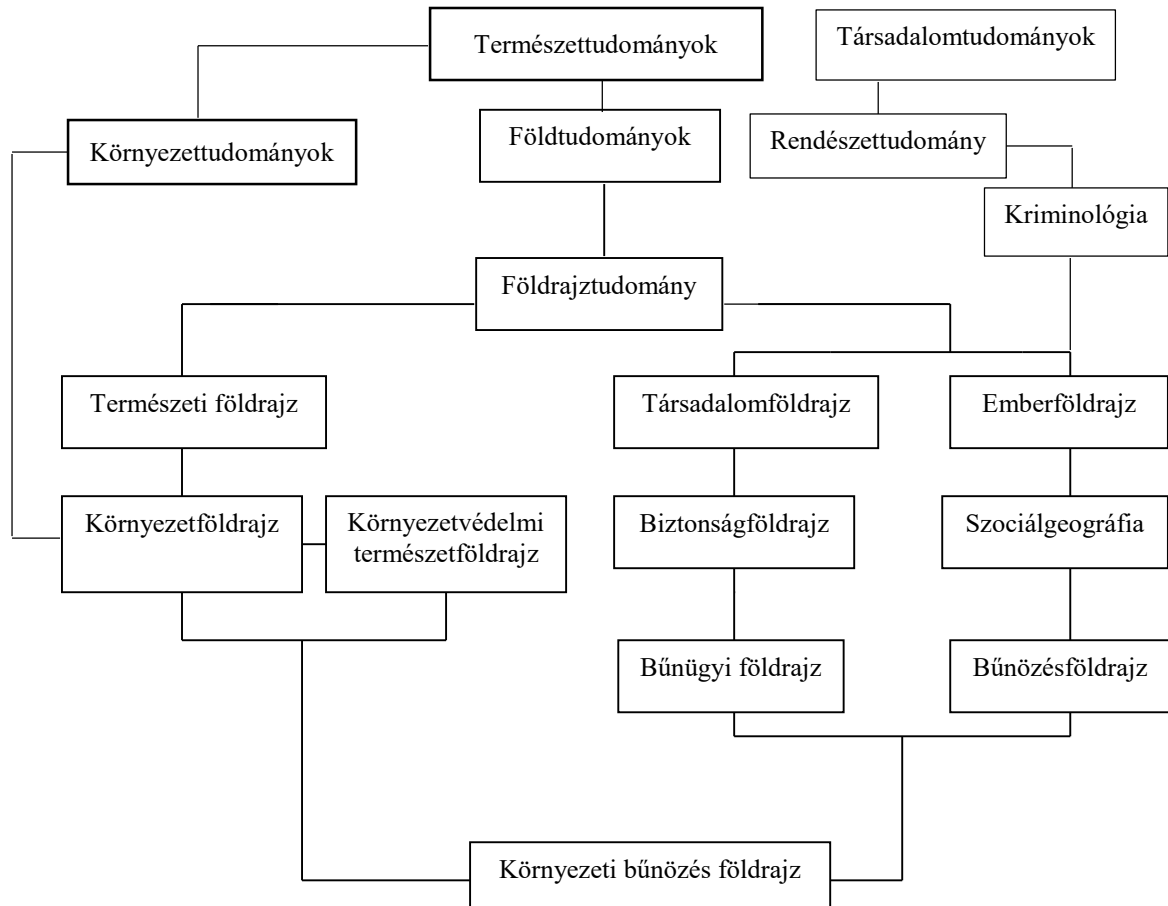 Természettudományok
Társadalomtudományok
Környezettudományok
Földtudományok
Rendészettudomány
Kriminológia
Földrajztudomány
Természeti földrajz
Társadalomföldrajz
Emberföldrajz
Környezetföldrajz
Környezetvédelmi
természetföldrajz
Biztonságföldrajz
Szociálgeográfia
Bűnügyi földrajz
Bűnözésföldrajz
Környezeti bűnözés földrajz